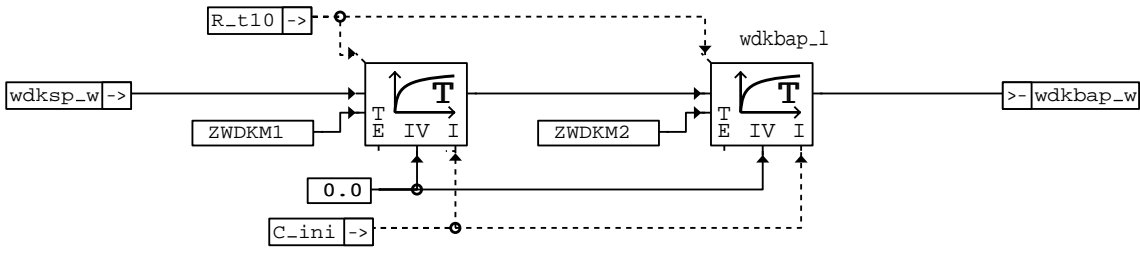 R_t10 ->
wdkbap_l
wdksp_w ->
T
T
>- wdkbap_w
ZWDKM1
T
E IV I
ZWDKM2
T
E IV I
0.0
C_ini ->